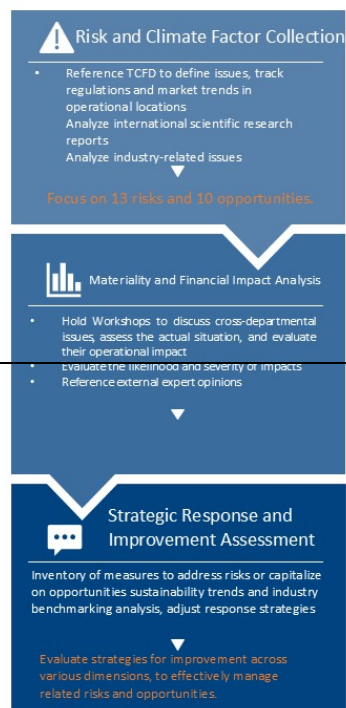 Risk and Climate Factor Collection
• Reference TCFD to define issues, track
regulations and market trends in
operational locations
Analyze international scientific research
reports
Analyze industry-related issues
Focus on 13 risks and 10 opportunities.
Materiality and Financial Impact Analysis
• Hold Workshops to discuss cross-departmental
issues, assess the actual situation, and evaluate
their operational impact
• Evaluate the likelihood and severity of impacts
• Reference external expert opinions
Strategic Response and
Improvement Assessment
Inventory of measures to address risks or capitalize
on opportunities sustainability trends and industry
benchmarking analysis, adjust response strategies
Evaluate strategies for improvement across
various dimensions, to effectively manage
related risks and opportunities.